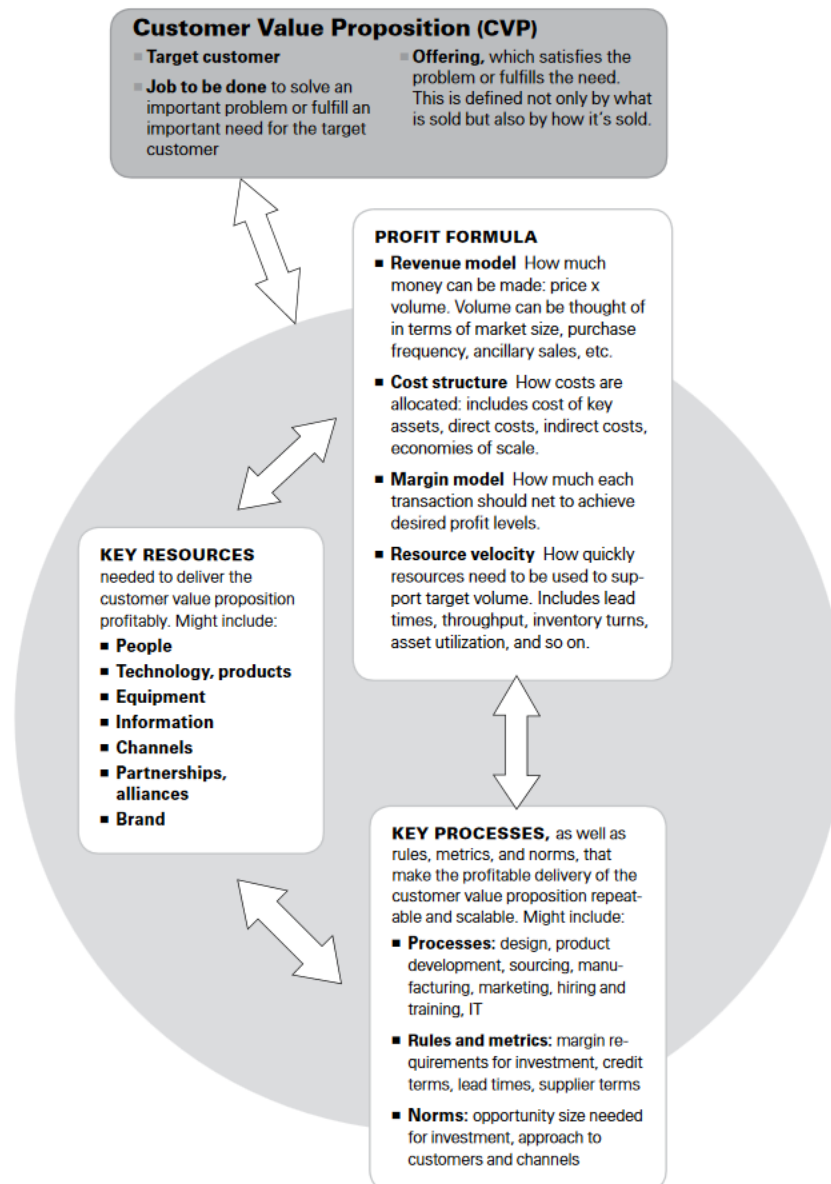 Customer Value Proposition (CVP)
■ Target customer
■ Job to be done to solve an
important problem or fulfill an
important need for the target
customer
■ Offering, which satisfies the
problem or fulfills the need.
This is defined not only by what
is sold but also by how it's sold.
PROFIT FORMULA
■ Revenue model How much
money can be made: price x
volume. Volume can be thought of
in terms of market size, purchase
frequency, ancillary sales, etc.
■ Cost structure How costs are
allocated: includes cost of key
assets, direct costs, indirect costs,
economies of scale.
■ Margin model How much each
transaction should net to achieve
desired profit levels.
■ Resource velocity How quickly
resources need to be used to sup-
port target volume. Includes lead
times, throughput, inventory turns,
asset utilization, and so on.
KEY RESOURCES
needed to deliver the
customer value proposition
profitably. Might include:
■ People
■ Technology, products
■ Equipment
■ Information
■ Channels
■ Partnerships,
alliances
■ Brand
KEY PROCESSES, as well as
rules, metrics, and norms, that
make the profitable delivery of the
customer value proposition repeat-
able and scalable. Might include:
■ Processes: design, product
development, sourcing, manu-
facturing, marketing, hiring and
training, IT
■ Rules and metrics: margin re-
quirements for investment, credit
terms, lead times, supplier terms
■ Norms: opportunity size needed
for investment, approach to
customers and channels